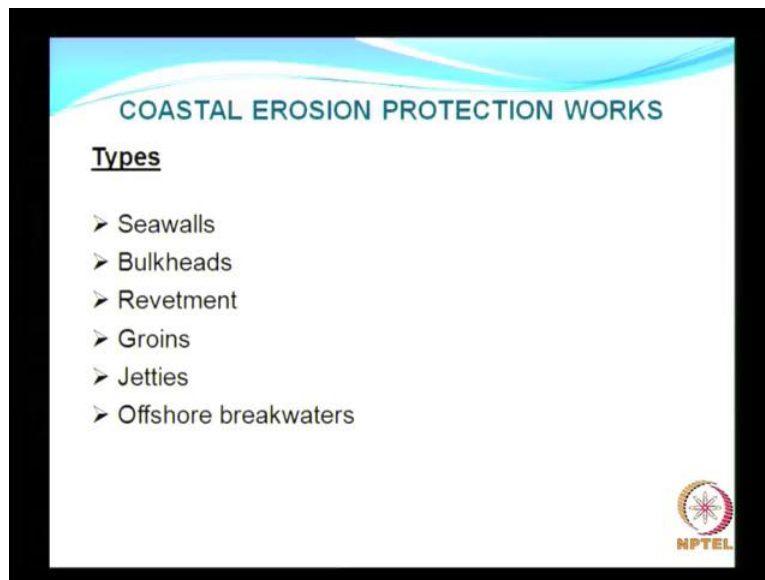 COASTAL EROSION PROTECTION WORKS
Types
➢ Seawalls
➢ Bulkheads
➢ Revetment
➢ Groins
➢ Jetties
➢ Offshore breakwaters
NPTEL